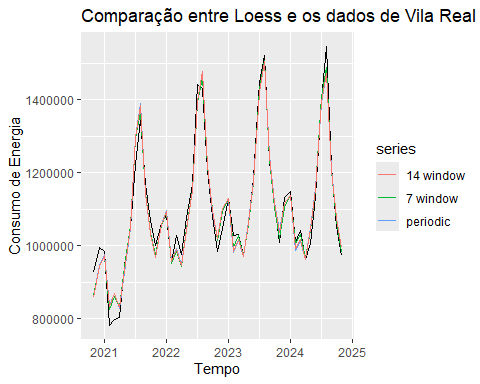 Comparação entre Loess e os dados de Vila Real
Consumo de Energia
1400000
1200000
1000000
800000
2021
2022
2023
2024
2025
Tempo
series
14 window
7 window
periodic